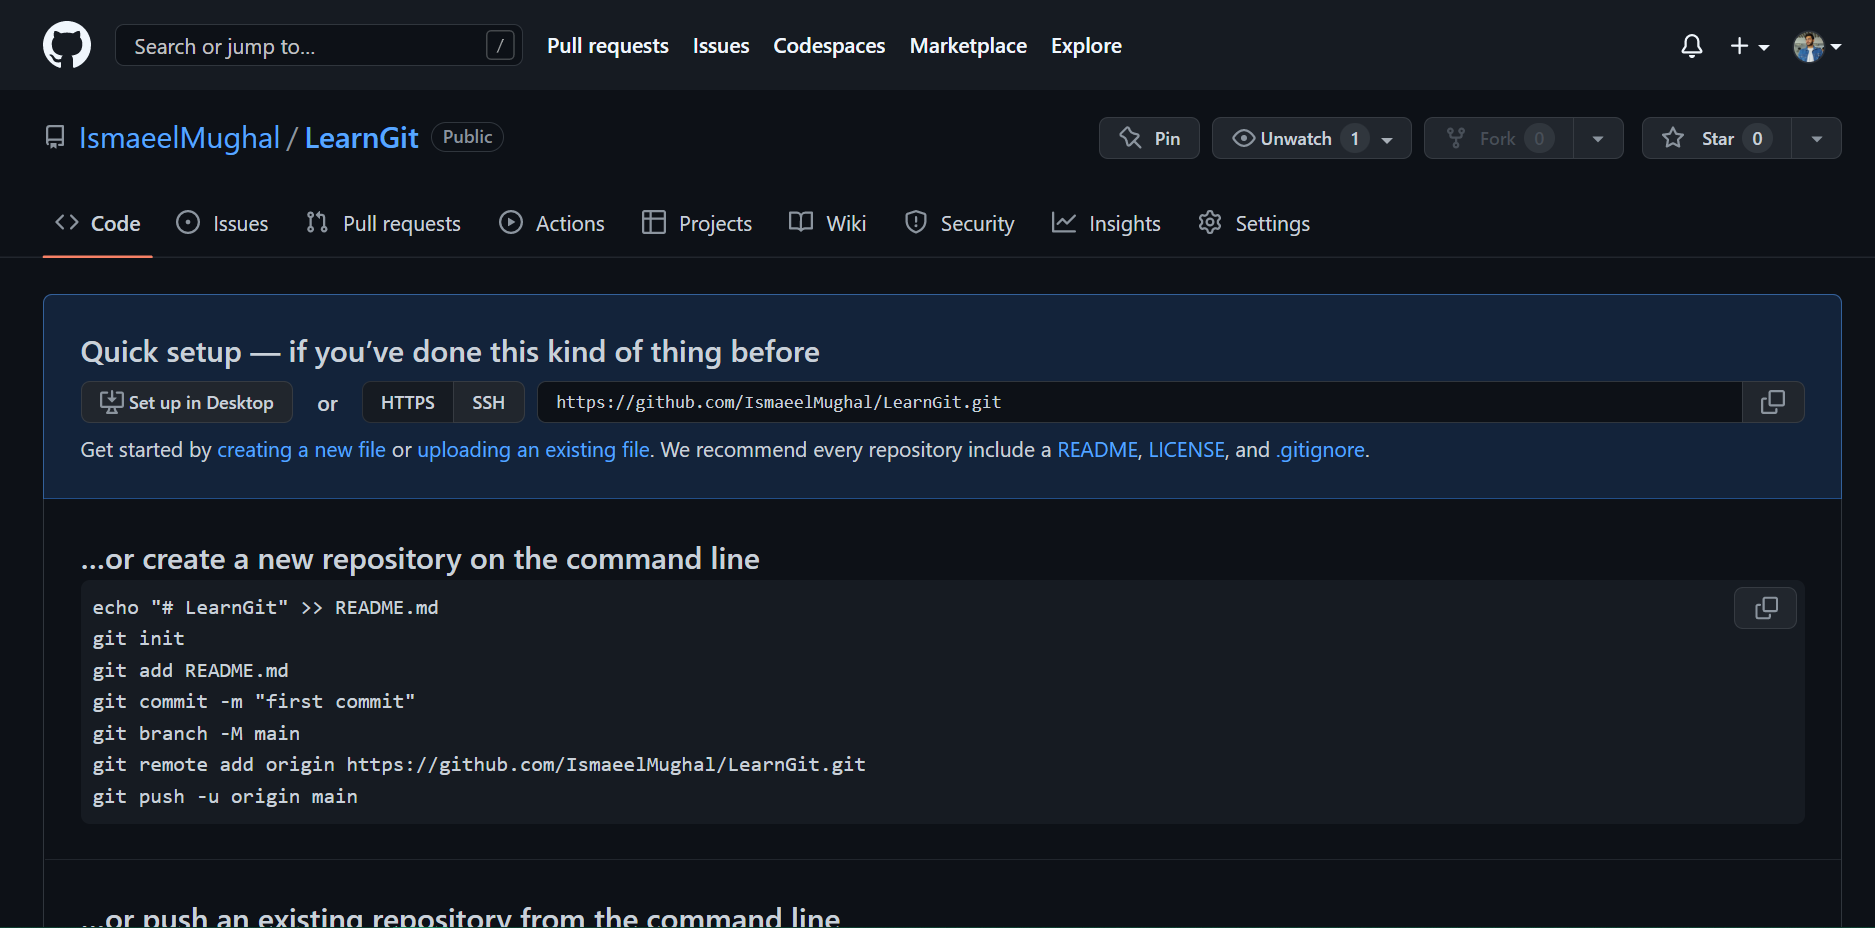 Search or jump to... / Pull requests Issues Codespaces Marketplace Explore
IsmaeelMughal / LearnGit Public Pin Unwatch 1 Fork 0 Star 0
Code Issues Pull requests Actions Projects Wiki Security Insights Settings
Quick setup — if you’ve done this kind of thing before
Set up in Desktop or HTTPS SSH https://github.com/IsmaeelMughal/LearnGit.git
Get started by creating a new file or uploading an existing file. We recommend every repository include a README, LICENSE, and .gitignore.
...or create a new repository on the command line
echo "# LearnGit" >> README.md
git init
git add README.md
git commit -m "first commit"
git branch -M main
git remote add origin https://github.com/IsmaeelMughal/LearnGit.git
git push -u origin main
...or push an existing repository from the command line